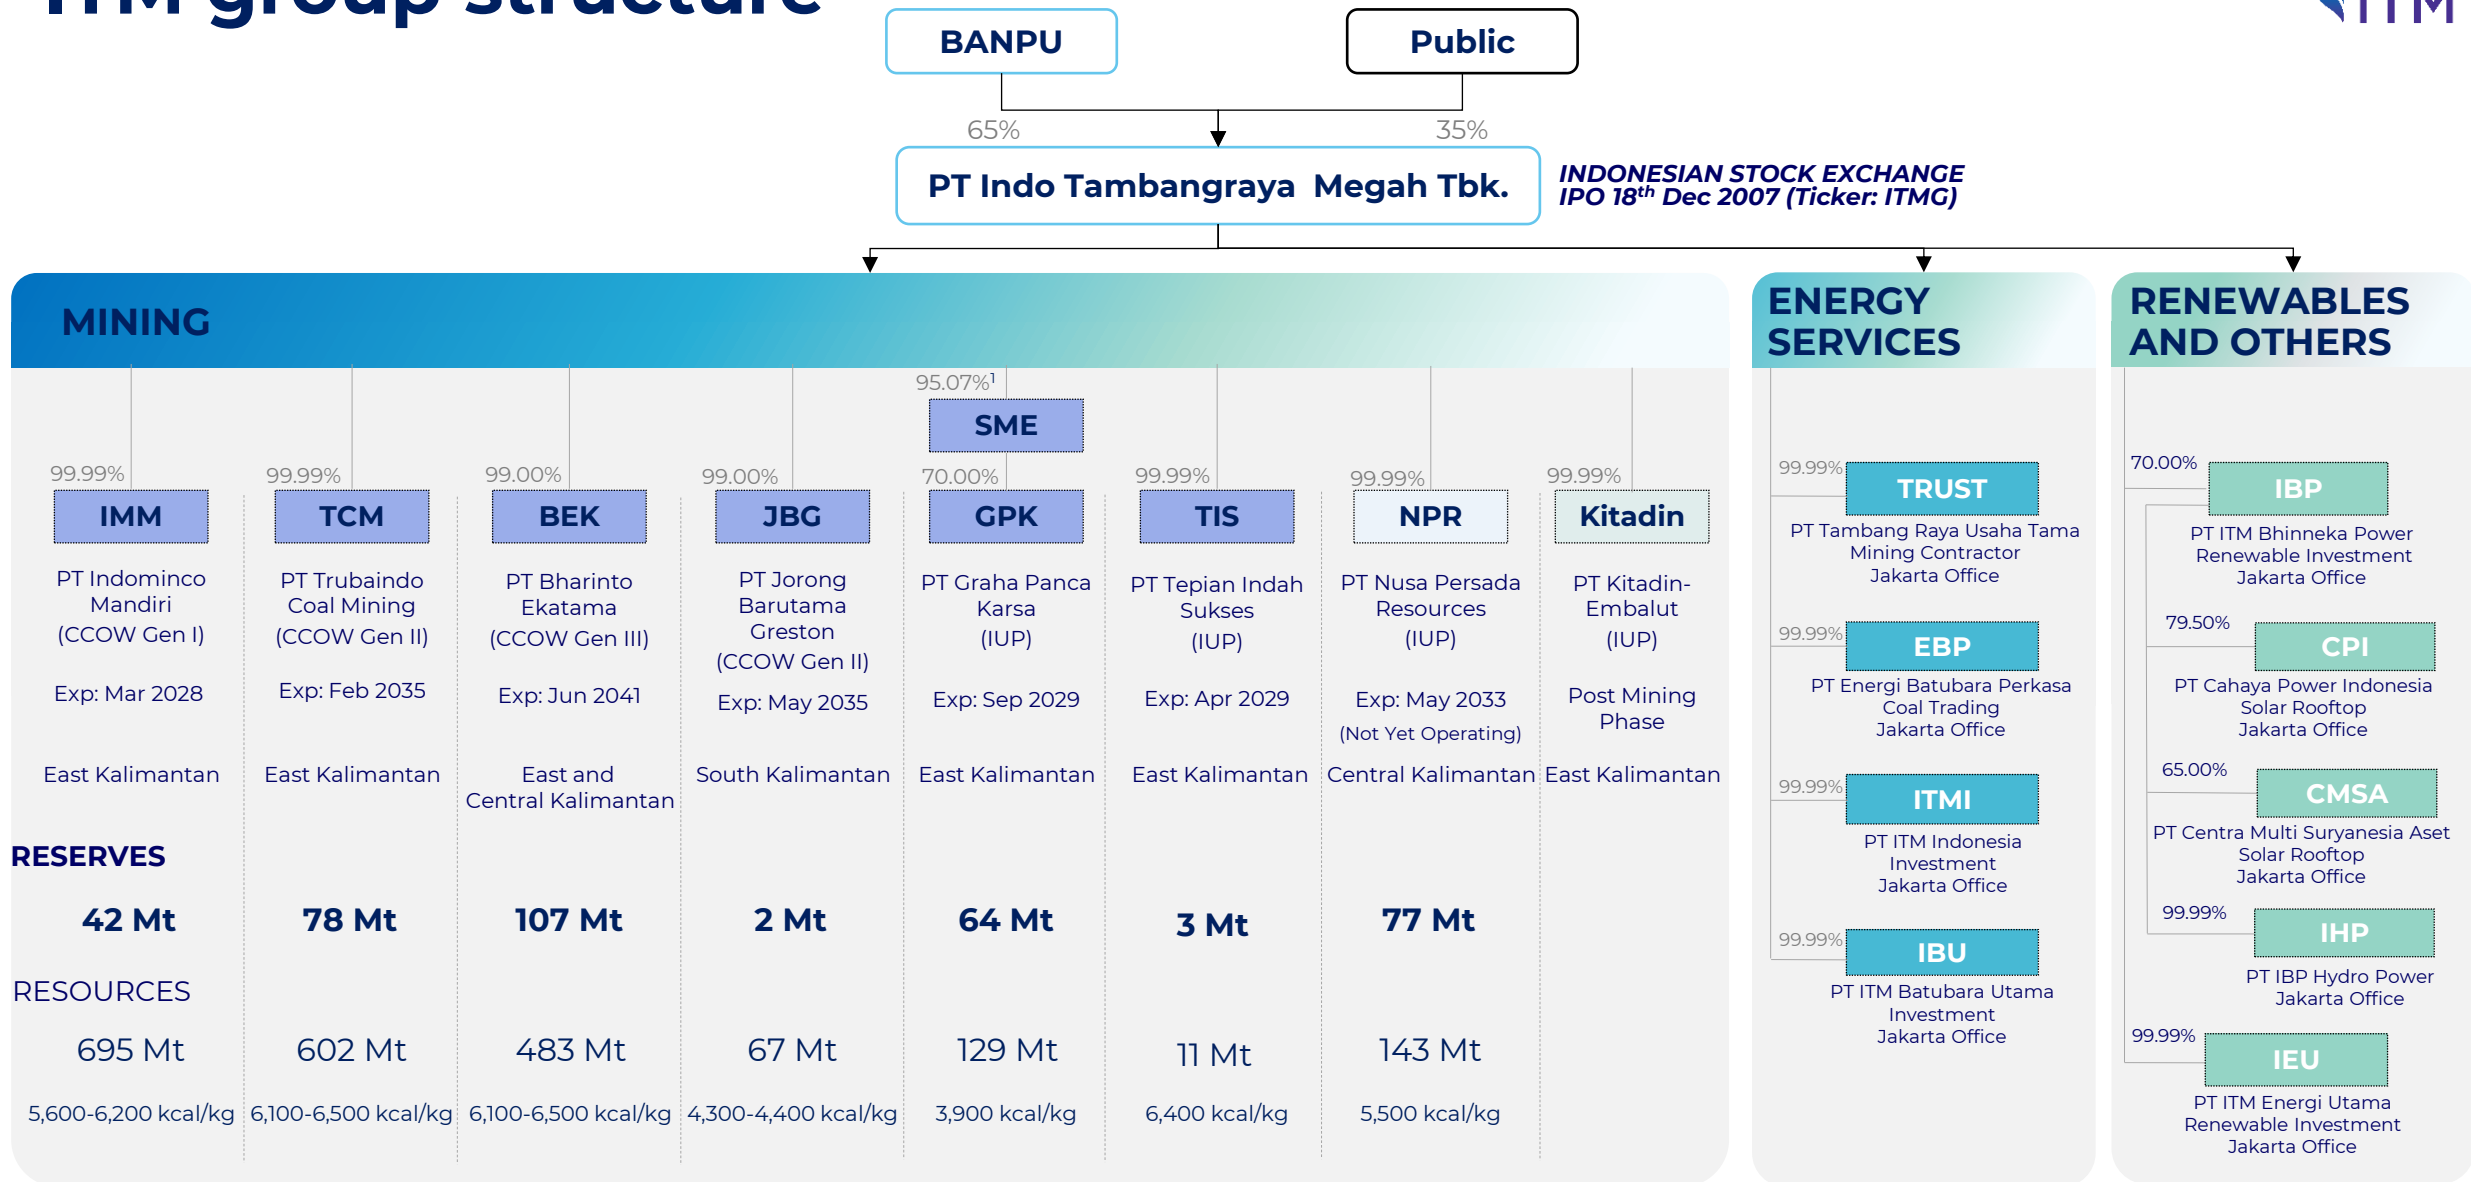 ITM group structure
ITM
BANPU
Public
65%
35%
PT Indo Tambangraya Megah Tbk.
INDONESIAN STOCK EXCHANGE
IPO 18th Dec 2007 (Ticker: ITMG)
MINING
95.07%1
SME
99.99%
IMM
PT Indominco
Mandiri
(CCOW Gen I)
Exp: Mar 2028
East Kalimantan
99.99%
TCM
PT Trubaindo
Coal Mining
(CCOW Gen II)
Exp: Feb 2035
East Kalimantan
99.00%
BEK
PT Bharinto
Ekatama
(CCOW Gen III)
Exp: Jun 2041
East and
Central Kalimantan
99.00%
JBG
PT Jorong
Barutama
Greston
(CCOW Gen II)
Exp: May 2035
South Kalimantan
70.00%
GPK
PT Graha Panca
Karsa
(IUP)
Exp: Sep 2029
East Kalimantan
99.99%
TIS
PT Tepian Indah
Sukses
(IUP)
Exp: Apr 2029
East Kalimantan
99.99%
NPR
PT Nusa Persada
Resources
(IUP)
Exp: May 2033
(Not Yet Operating)
Central Kalimantan
99.99%
Kitadin
PT Kitadin-
Embalut
(IUP)
Post Mining
Phase
East Kalimantan
RESERVES
42 Mt
78 Mt
107 Mt
2 Mt
64 Mt
3 Mt
77 Mt
RESOURCES
695 Mt
602 Mt
483 Mt
67 Mt
129 Mt
11 Mt
143 Mt
5,600-6,200 kcal/kg
6,100-6,500 kcal/kg
6,100-6,500 kcal/kg
4,300-4,400 kcal/kg
3,900 kcal/kg
6,400 kcal/kg
5,500 kcal/kg
ENERGY
SERVICES
99.99%
TRUST
PT Tambang Raya Usaha Tama
Mining Contractor
Jakarta Office
99.99%
EBP
PT Energi Batubara Perkasa
Coal Trading
Jakarta Office
99.99%
ITMI
PT ITM Indonesia
Investment
Jakarta Office
99.99%
IBU
PT ITM Batubara Utama
Investment
Jakarta Office
RENEWABLES
AND OTHERS
70.00%
IBP
PT ITM Bhinneka Power
Renewable Investment
Jakarta Office
79.50%
CPI
PT Cahaya Power Indonesia
Solar Rooftop
Jakarta Office
65.00%
CMSA
PT Centra Multi Suryanesia Aset
Solar Rooftop
Jakarta Office
99.99%
IHP
PT IBP Hydro Power
Jakarta Office
99.99%
IEU
PT ITM Energi Utama
Renewable Investment
Jakarta Office